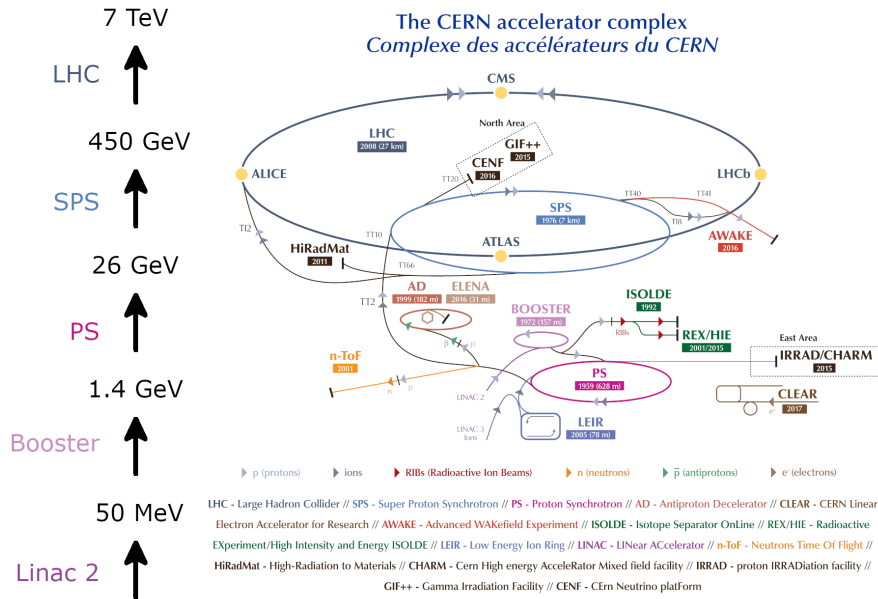 The CERN accelerator complex
Complexe des accélérateurs du CERN
7 TeV
LHC
450 GeV
SPS
26 GeV
PS
1.4 GeV
Booster
50 MeV
Linac 2
CMS
North Area
LHC
2008 (27 km)
GIF++
2015
CENF
2016
ALICE
LHCb
TT20
TT40
TT41
SPS
1976 (7 km)
TI2
TT10
TI8
AWAKE
2016
ATLAS
HiRadMat
2011
TT66
AD
1999 (182 m)
ELENA
2016 (31 m)
TT2
BOOSTER
1972 (157 m)
ISOLDE
1992
RIBs
REX/HIE
2001/2015
East Area
IRRAD/CHARM
2015
p
p
n-ToF
2001
n
p
PS
1959 (628 m)
LINAC 2
CLEAR
2017
e-
LINAC 3
Ions
LEIR
2005 (78 m)
p (protons)
ions
RIBs (Radioactive Ion Beams)
n (neutrons)
p̅ (antiprotons)
e- (electrons)
LHC - Large Hadron Collider // SPS - Super Proton Synchrotron // PS - Proton Synchrotron // AD - Antiproton Decelerator // CLEAR - CERN Linear
Electron Accelerator for Research // AWAKE - Advanced WAKefield Experiment // ISOLDE - Isotope Separator OnLine // REX/HIE - Radioactive
EXperiment/High Intensity and Energy ISOLDE // LEIR - Low Energy Ion Ring // LINAC - LINear ACcelerator // n-ToF - Neutrons Time Of Flight //
HiRadMat - High-Radiation to Materials // CHARM - Cern High energy AcceleRator Mixed field facility // IRRAD - proton IRRADiation facility //
GIF++ - Gamma Irradiation Facility // CENF - CErn Neutrino platForm